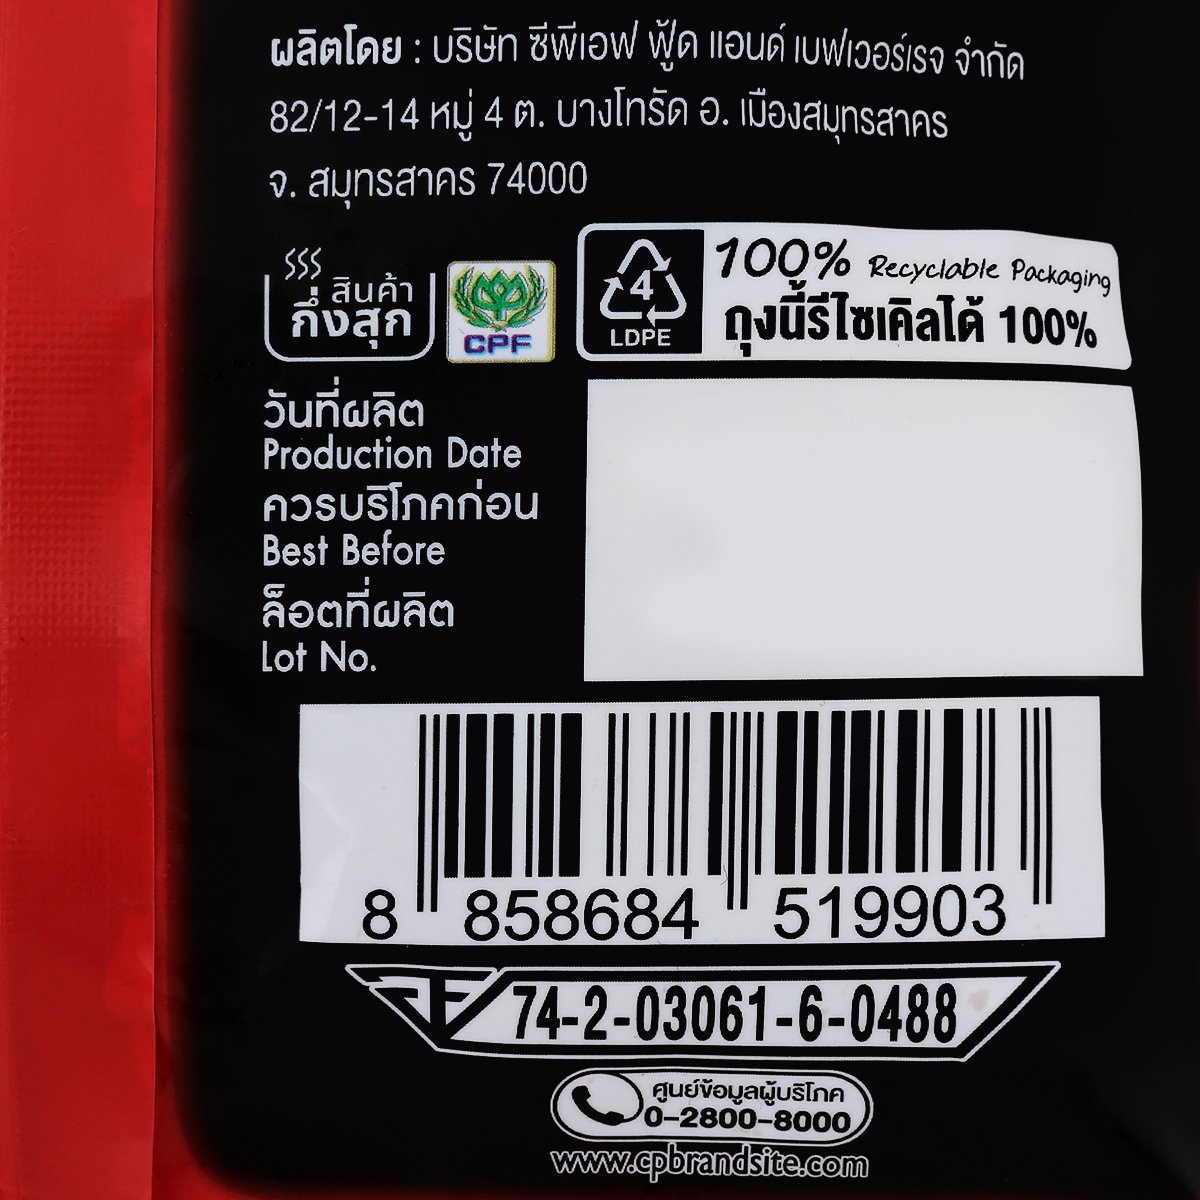 ผลิตโดย : บริษัท ซีพีเอฟ ฟู้ด แอนด์ เบฟเวอร์เรจ จำกัด
82/12-14 หมู่ 4 ต. บางโทรัด อ. เมืองสมุทรสาคร
จ. สมุทรสาคร 74000
สินค้า
กึ่งสุก
CPF
4
LDPE
100% Recyclable Packaging
ถุงนี้รีไซเคิลได้ 100%
วันที่ผลิต
Production Date
ควรบริโภคก่อน
Best Before
ล็อตที่ผลิต
Lot No.
8 858684 519903
74-2-03061-6-0488
ศูนย์ข้อมูลผู้บริโภค
0-2800-8000
www.cpbrandsite.com